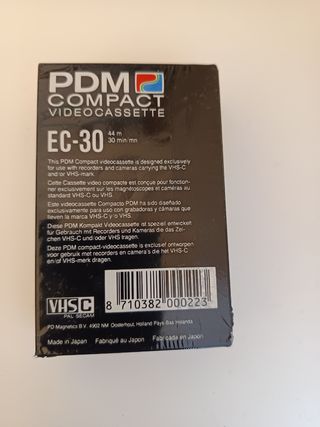 PDM
COMPACT
VIDEOCASSETTE
EC-30
44 m
30 min/mn
This PDM Compact videocassette is designed exclusively
for use with recorders and cameras carrying the VHS-C
and/or VHS-mark
Cette Cassette video compacte est conçue pour fonction-
ner exclusivement sur les magnétoscopes et caméras au
standard VHS-C ou VHS.
Este videocassette Compacto PDM ha sido diseñado
exclusivamente para uso con grabadoras y cámaras que
lleven la marca VHS-C y/o VHS.
Diese PDM Kompakt Videocassette ist speziell entwickelt
für Gebrauch mit Recorders und Kameras die das Zei-
chen VHS-C und/oder VHS tragen.
Deze PDM compact-videocassette is exclusief ontworpen
voor gebruik met recorders en camera's die het VHS-C
en/of VHS-merk dragen.
8 710382 000223
VHS C
PAL SECAM
PD Magnetics B.V. 4902 NM Oosterhout, Holland Pays-Bas Holanda
Made in Japan Fabriqué au Japon Fabricado en Japon